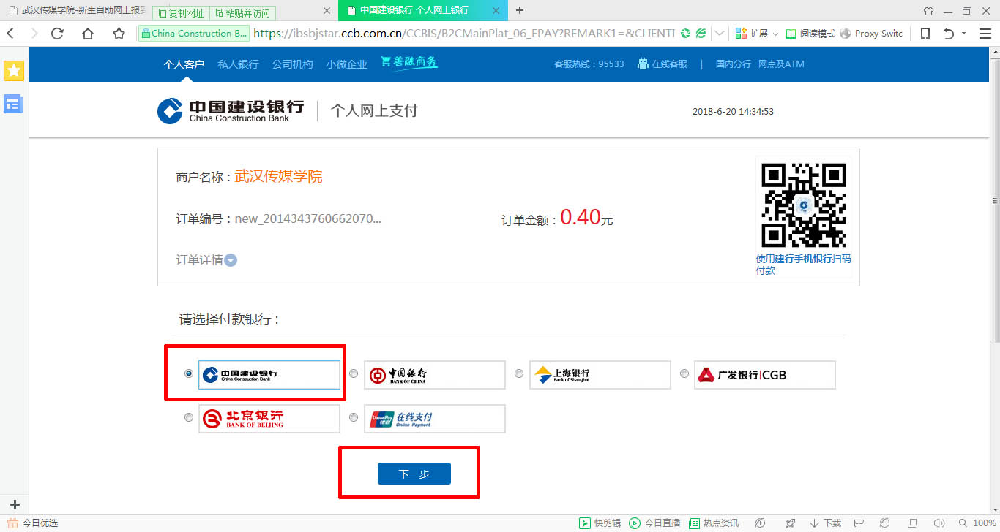 武汉传媒学院-新生自助网上报到
复制网址
粘贴并访问
中国建设银行 个人网上银行
China Construction B...
https://ibsbjstar.ccb.com.cn/CCBIS/B2CMainPlat_06_EPAY?REMARK1=&CLIENTI
扩展
阅读模式
Proxy Switc
个人客户 私人银行 公司机构 小微企业 善融商务
客服热线：95533 在线客服 | 国内分行 网点及ATM
中国建设银行
China Construction Bank
个人网上支付
2018-6-20 14:34:53
商户名称：武汉传媒学院
订单编号：new_2014343760662070...
订单金额：0.40元
订单详情
使用建行手机银行扫码
付款
请选择付款银行：
中国建设银行
China Construction Bank
中国银行
BANK OF CHINA
上海银行
Bank of Shanghai
广发银行|CGB
北京银行
BANK OF BEIJING
UnionPay
银联
在线支付
Online Payment
下一步
今日优选
快剪辑
今日直播
热点资讯
下载
100%